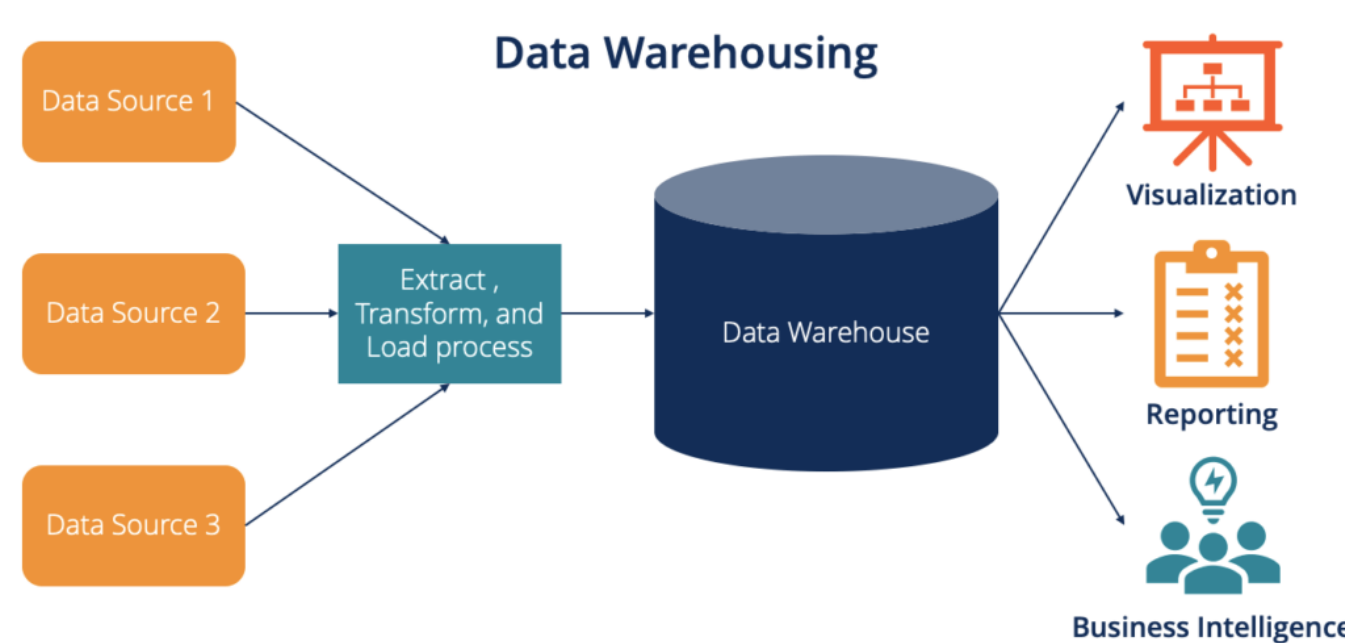 Data Warehousing
Data Source 1
Data Source 2
Data Source 3
Extract ,
Transform, and
Load process
Data Warehouse
Visualization
Reporting
Business Intelligence